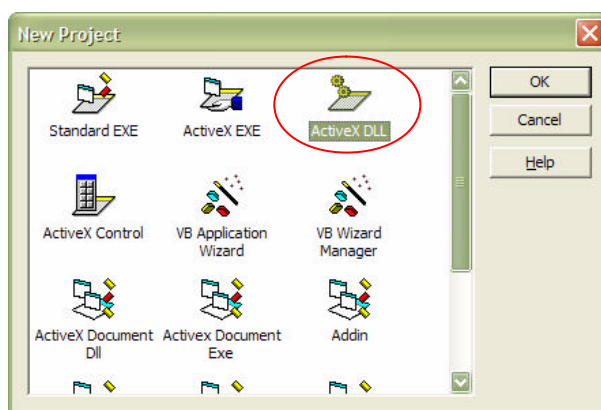 New Project
Standard EXE
ActiveX EXE
ActiveX DLL
OK
Cancel
Help
ActiveX Control
VB Application
Wizard
VB Wizard
Manager
ActiveX Document
Dll
Activex Document
Exe
Addin